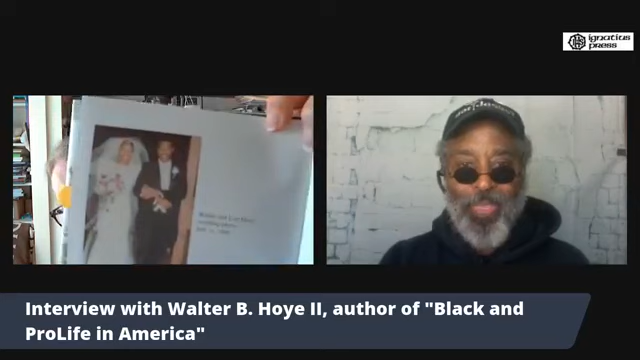 ignatius
press
Interview with Walter B. Hoye II, author of "Black and
ProLife in America"